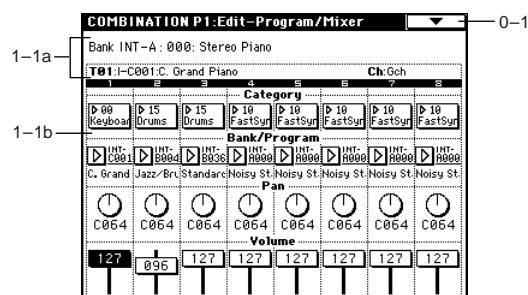 COMBINATION P1:Edit-Program/Mixer
0–1
Bank INT-A: 000: Stereo Piano
1–1a
T01:I-C001:C. Grand Piano Ch:Gch
1 2 3 4 5 6 7 8
Category
00 15 15 10 10 10 10 10
Keyboar Drums Drums FastSyn FastSyn FastSyn FastSyn FastSyn
1–1b
Bank/Program
INT- INT- INT- INT- INT- INT- INT- INT-
C001 B004 B036 A000 A000 A000 A000 A000
C. Grand Jazz/Bru Standard Noisy St Noisy St Noisy St Noisy St Noisy St
Pan
C064 C064 C064 C064 C064 C064 C064 C064
Volume
127 096 127 127 127 127 127 127